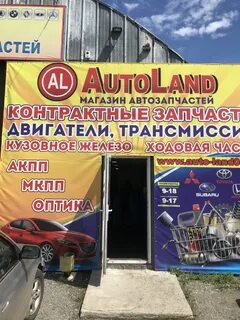 АСТЕЙ
AL AUTOLAND
МАГАЗИН АВТОЗАПЧАСТЕЙ
КОНТРАКТНЫЕ ЗАПЧАСТ
ДВИГАТЕЛИ, ТРАНСМИССИ
КУЗОВНОЕ ЖЕЛЕЗО ХОДОВАЯ ЧАС
www.auto-land
АКПП
МКПП
ОПТИКА
TOYOTA
SUBARU
9-18
9-17